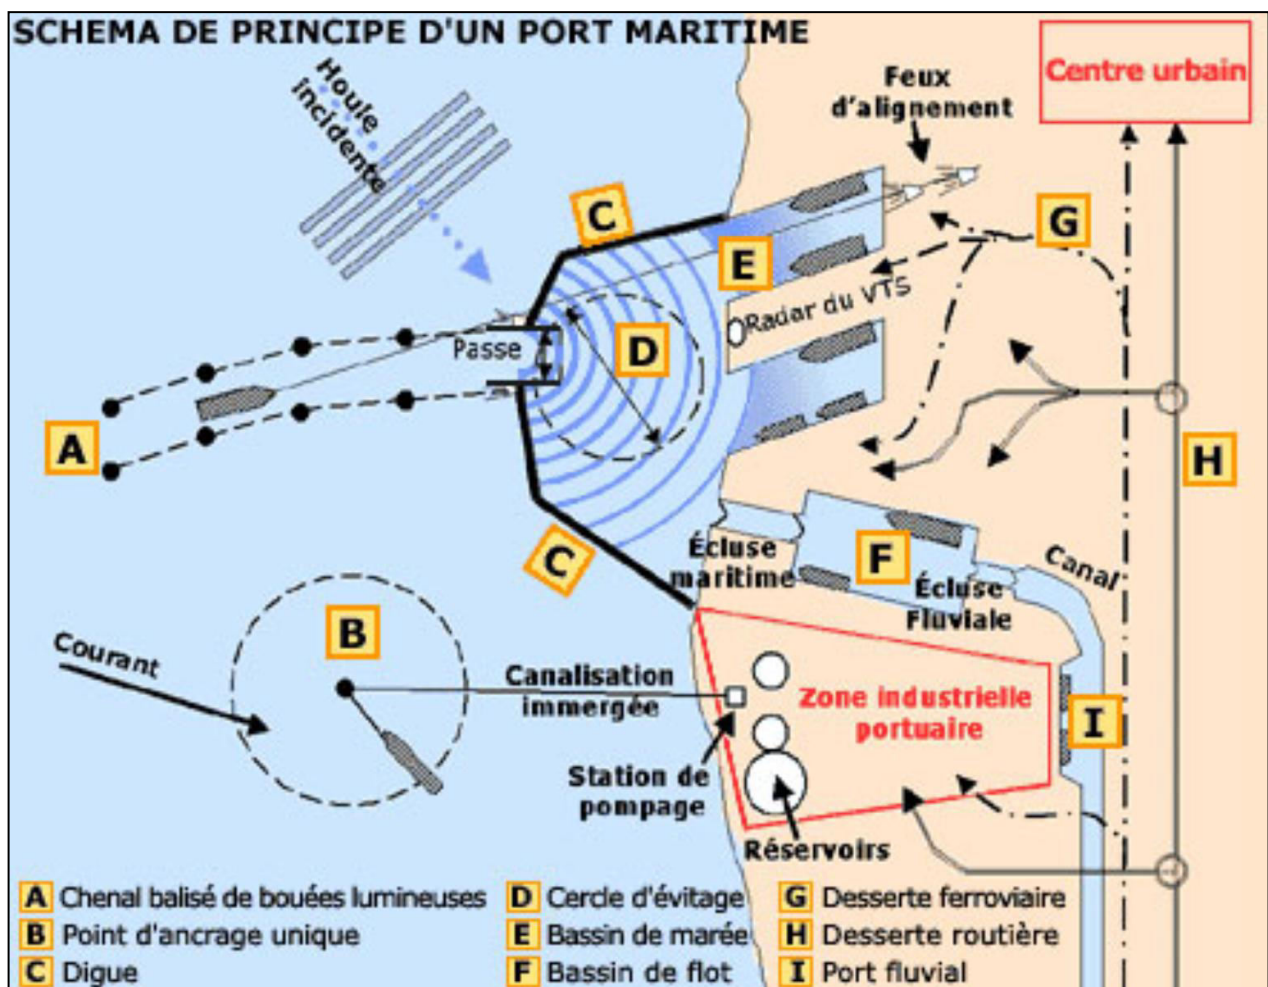 SCHEMA DE PRINCIPE D'UN PORT MARITIME
Centre urbain
Feux
d'alignement
Houle
incidente
C
G
E
Radar du VTS
Passe
D
A
H
C
Écluse
maritime
F
Écluse
Fluviale
Canal
B
Courant
Canalisation
immergée
Zone industrielle
portuaire
I
Station de
pompage
Réservoirs
A Chenal balisé de bouées lumineuses
B Point d'ancrage unique
C Digue
D Cercle d'évitage
E Bassin de marée
F Bassin de flot
G Desserte ferroviaire
H Desserte routière
I Port fluvial